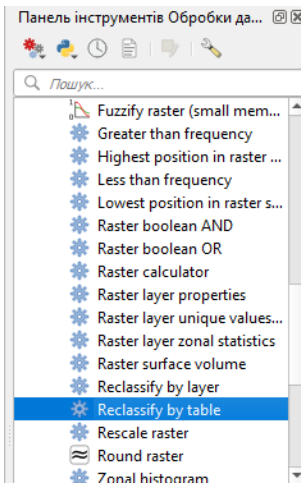 Панель інструментів Обробки да...
Пошук...
Fuzzify raster (small mem...
Greater than frequency
Highest position in raster ...
Less than frequency
Lowest position in raster s...
Raster boolean AND
Raster boolean OR
Raster calculator
Raster layer properties
Raster layer unique values...
Raster layer zonal statistics
Raster surface volume
Reclassify by layer
Reclassify by table
Rescale raster
Round raster
Zonal histogram